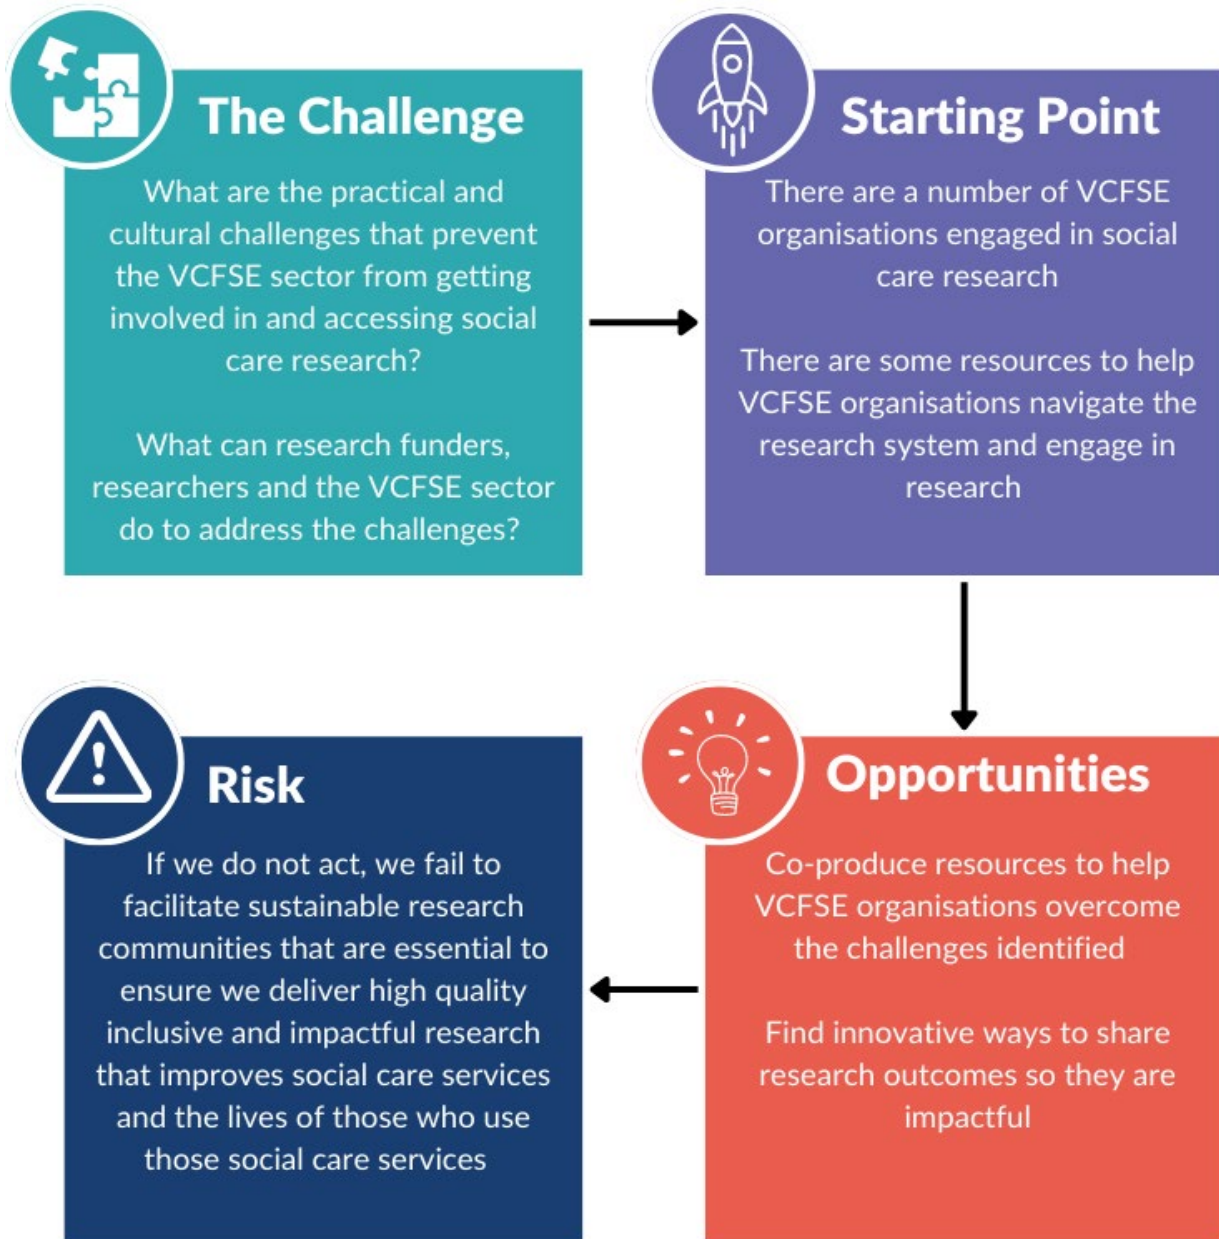 The Challenge
What are the practical and
cultural challenges that prevent
the VCFSE sector from getting
involved in and accessing social
care research?
What can research funders,
researchers and the VCFSE sector
do to address the challenges?
Starting Point
There are a number of VCFSE
organisations engaged in social
care research
There are some resources to help
VCFSE organisations navigate the
research system and engage in
research
Opportunities
Co-produce resources to help
VCFSE organisations overcome
the challenges identified
Find innovative ways to share
research outcomes so they are
impactful
Risk
If we do not act, we fail to
facilitate sustainable research
communities that are essential to
ensure we deliver high quality
inclusive and impactful research
that improves social care services
and the lives of those who use
those social care services